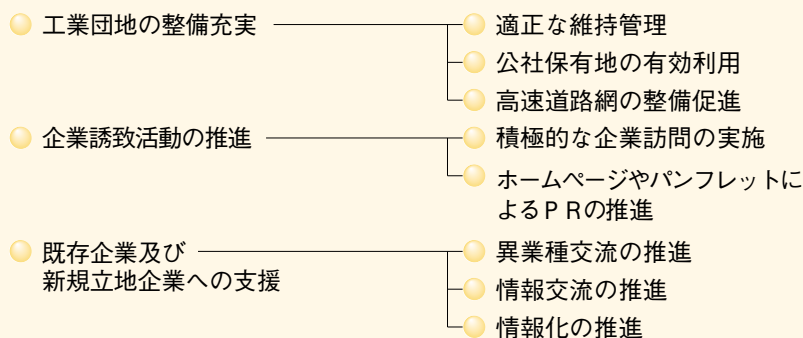 工業団地の整備充実
適正な維持管理
公社保有地の有効利用
高速道路網の整備促進
企業誘致活動の推進
積極的な企業訪問の実施
ホームページやパンフレットに
よるＰＲの推進
既存企業及び
新規立地企業への支援
異業種交流の推進
情報交流の推進
情報化の推進